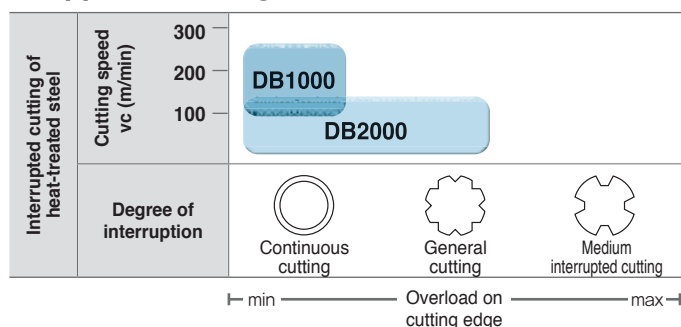 Interrupted cutting of
heat-treated steel
Cutting speed
vc (m/min)
300
200
100
DB1000
DB2000
Degree of
interruption
Continuous
cutting
General
cutting
Medium
interrupted cutting
min
Overload on
cutting edge
max